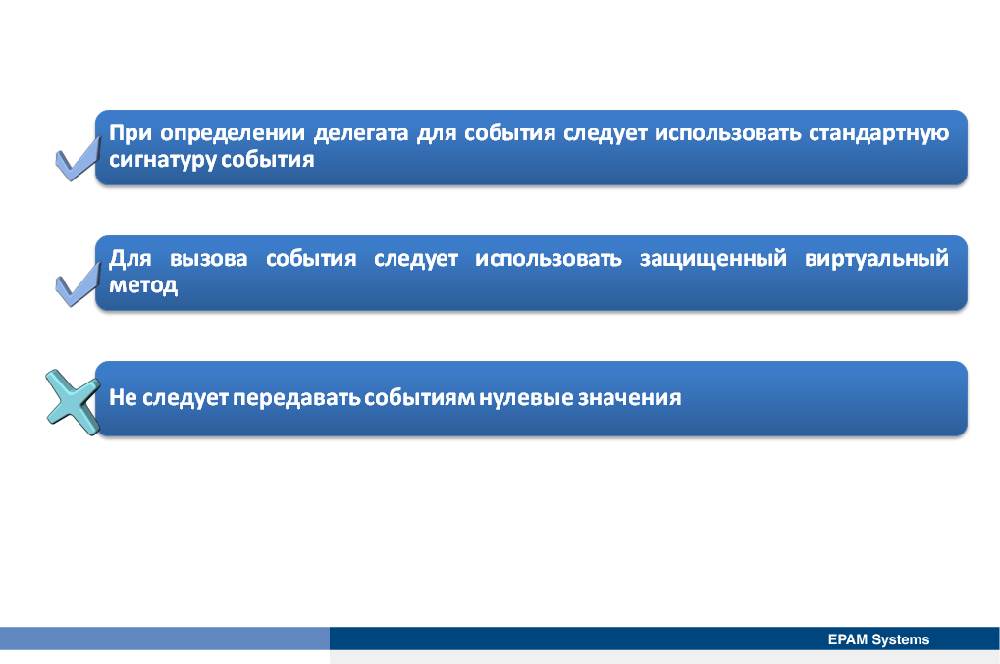 При определении делегата для события следует использовать стандартную
сигнатуру события
Для вызова события следует использовать защищенный виртуальный
метод
Не следует передавать событиям нулевые значения
EPAM Systems